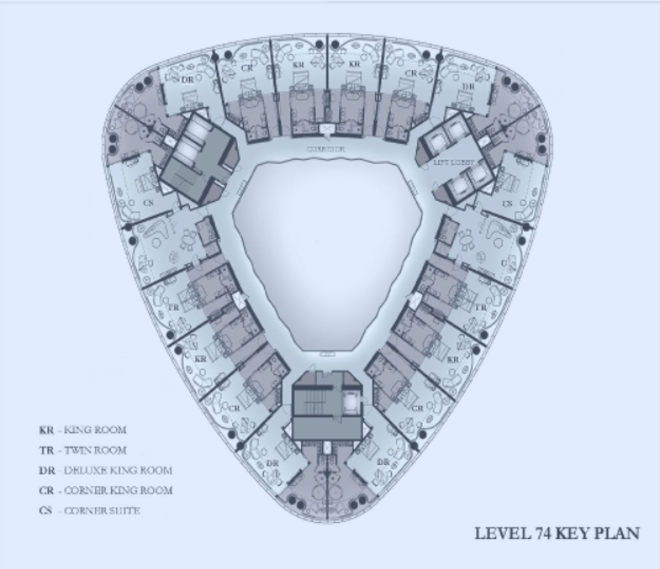 DR
CR
KR
KR
CR
DR
CORRIDOR
LIFT LOBBY
CS
CS
TR
TR
KR
KR
CR
CR
DR
DR
KR - KING ROOM
TR - TWIN ROOM
DR - DELUXE KING ROOM
CR - CORNER KING ROOM
CS - CORNER SUITE
LEVEL 74 KEY PLAN